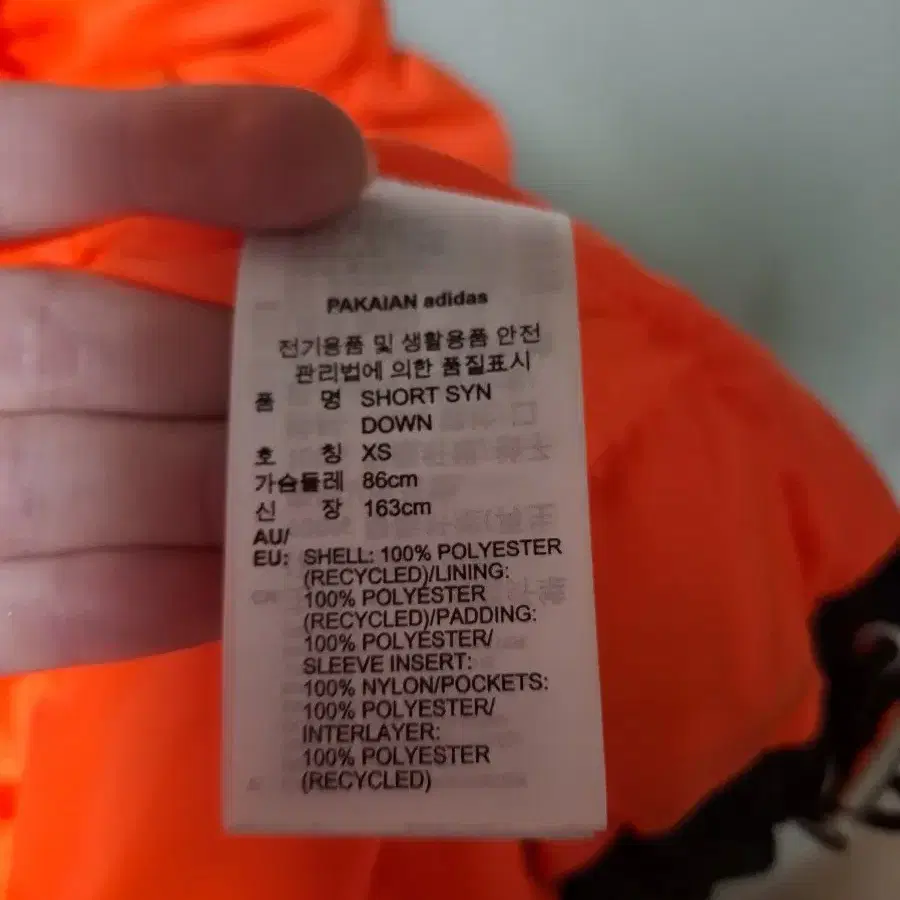 PAKAIAN adidas
전기용품 및 생활용품 안전
관리법에 의한 품질표시
품 명 SHORT SYN
DOWN
호 칭 XS
가슴둘레 86cm
신 장 163cm
AU/
EU: SHELL: 100% POLYESTER
(RECYCLED)/LINING:
100% POLYESTER
(RECYCLED)/PADDING:
100% POLYESTER/
SLEEVE INSERT:
100% NYLON/POCKETS:
100% POLYESTER/
INTERLAYER:
100% POLYESTER
(RECYCLED)